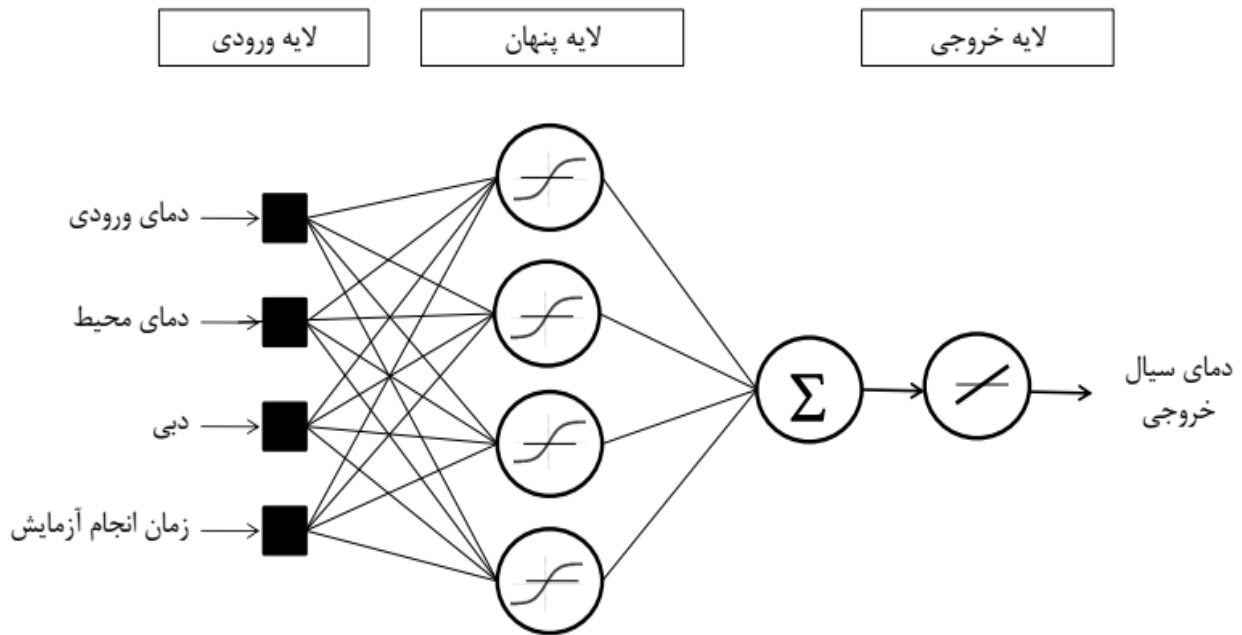 لایه ورودی
لایه پنهان
لایه خروجی
دمای ورودی
دمای محیط
دبی
زمان انجام آزمایش
Σ
دمای سیال
خروجی